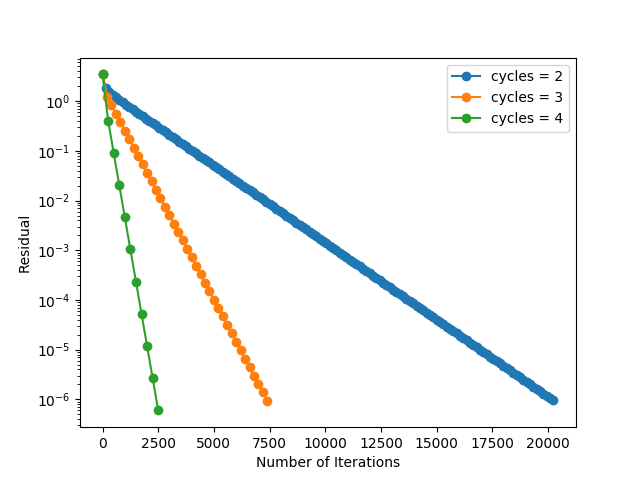 cycles = 2
cycles = 3
cycles = 4
10^0
10^-1
10^-2
10^-3
10^-4
10^-5
10^-6
Residual
0 2500 5000 7500 10000 12500 15000 17500 20000
Number of Iterations